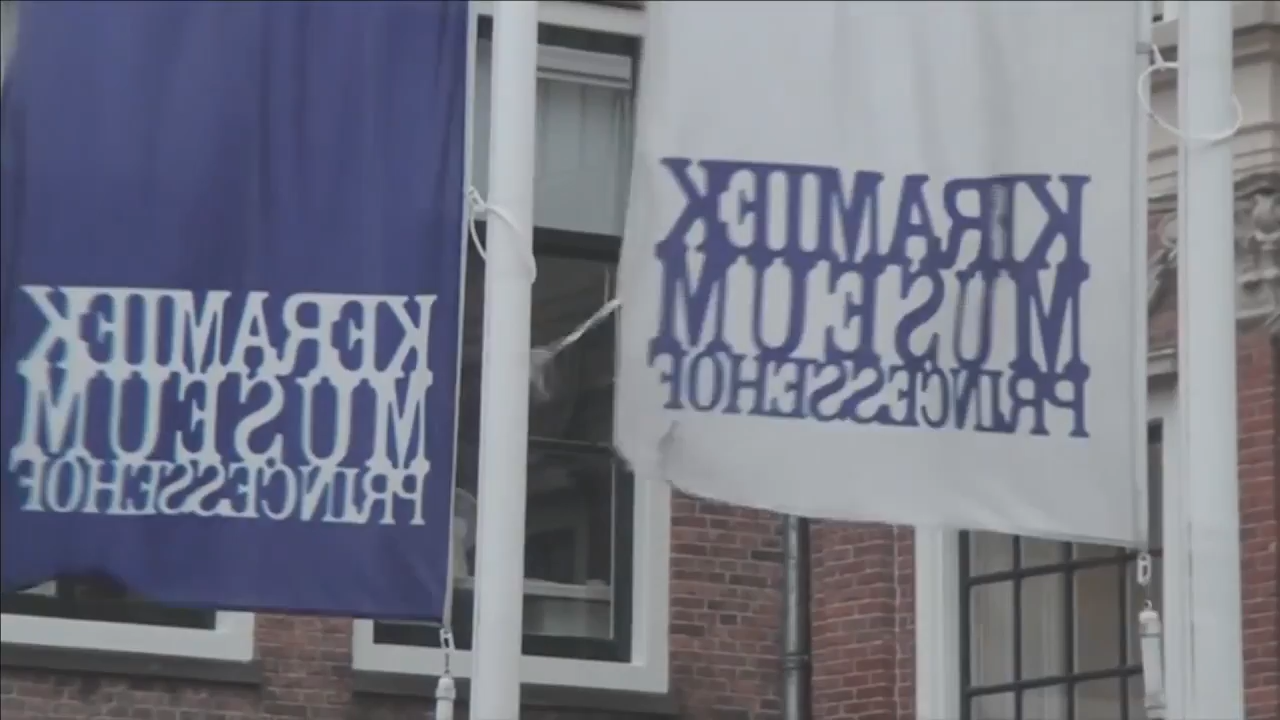 KERAMIEK
MUSEUM
PRINCESSEHOF
KERAMIEK
MUSEUM
PRINCESSEHOF